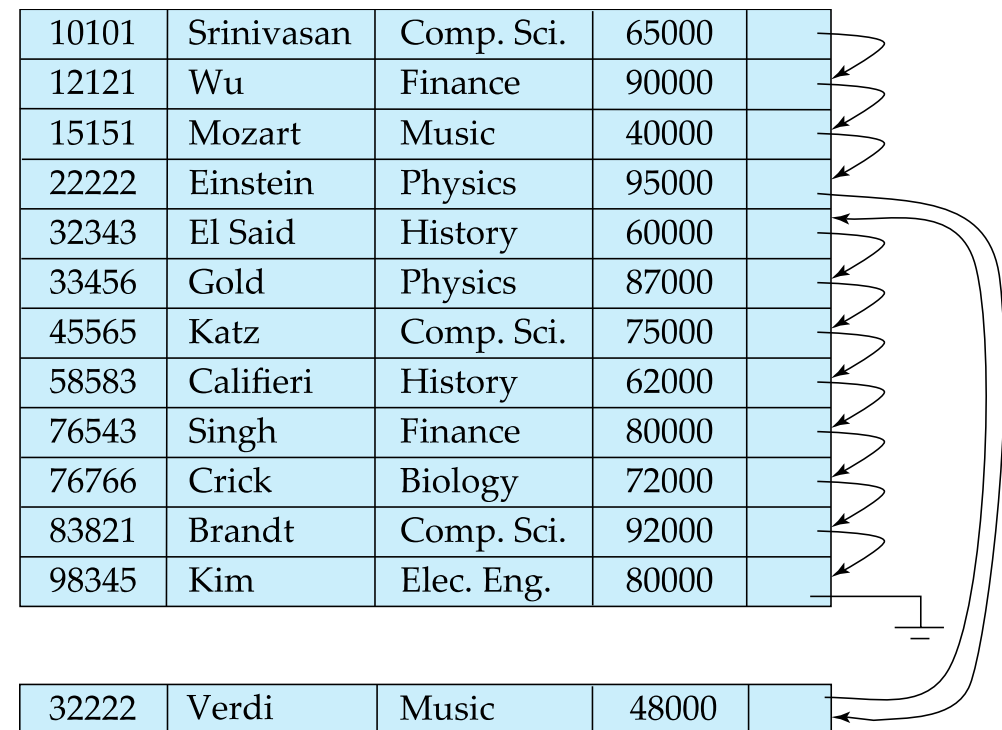 10101 Srinivasan Comp. Sci. 65000
12121 Wu Finance 90000
15151 Mozart Music 40000
22222 Einstein Physics 95000
32343 El Said History 60000
33456 Gold Physics 87000
45565 Katz Comp. Sci. 75000
58583 Califieri History 62000
76543 Singh Finance 80000
76766 Crick Biology 72000
83821 Brandt Comp. Sci. 92000
98345 Kim Elec. Eng. 80000
32222 Verdi Music 48000